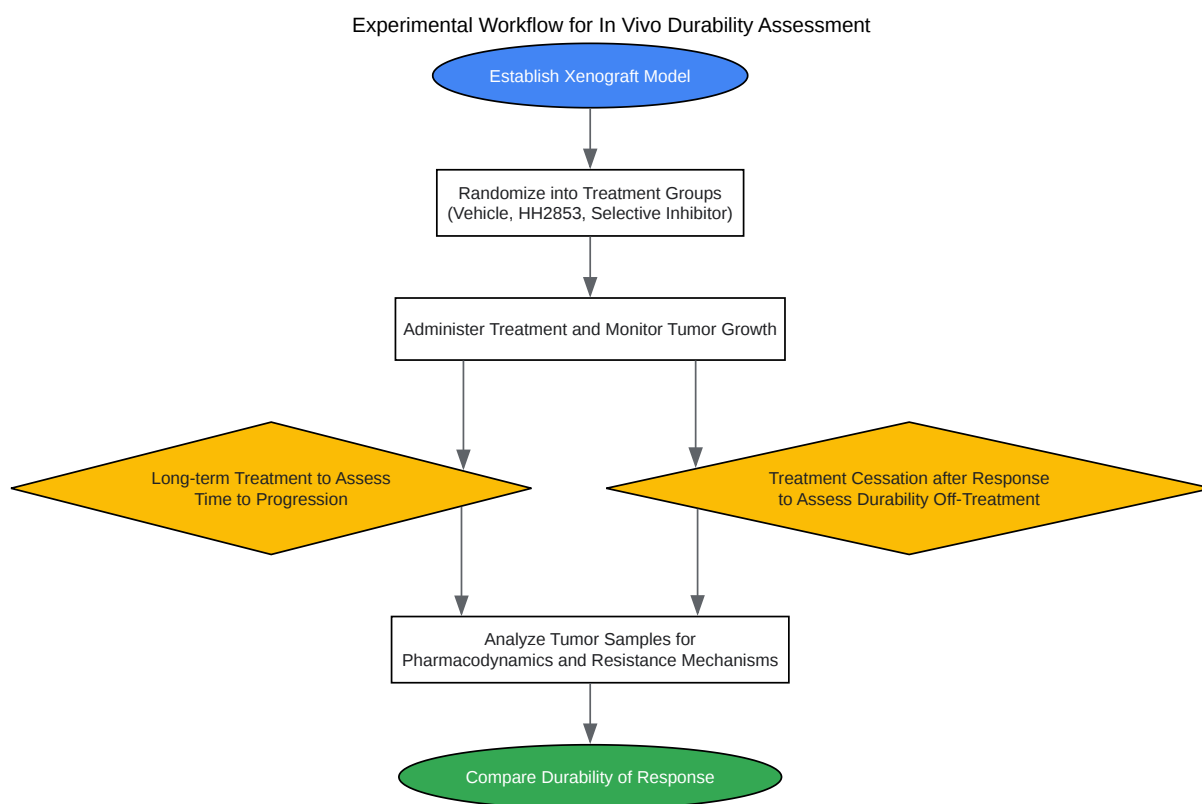 Experimental Workflow for In Vivo Durability Assessment
Establish Xenograft Model
Randomize into Treatment Groups
(Vehicle, HH2853, Selective Inhibitor)
Administer Treatment and Monitor Tumor Growth
Long-term Treatment to Assess
Time to Progression
Treatment Cessation after Response
to Assess Durability Off-Treatment
Analyze Tumor Samples for
Pharmacodynamics and Resistance Mechanisms
Compare Durability of Response